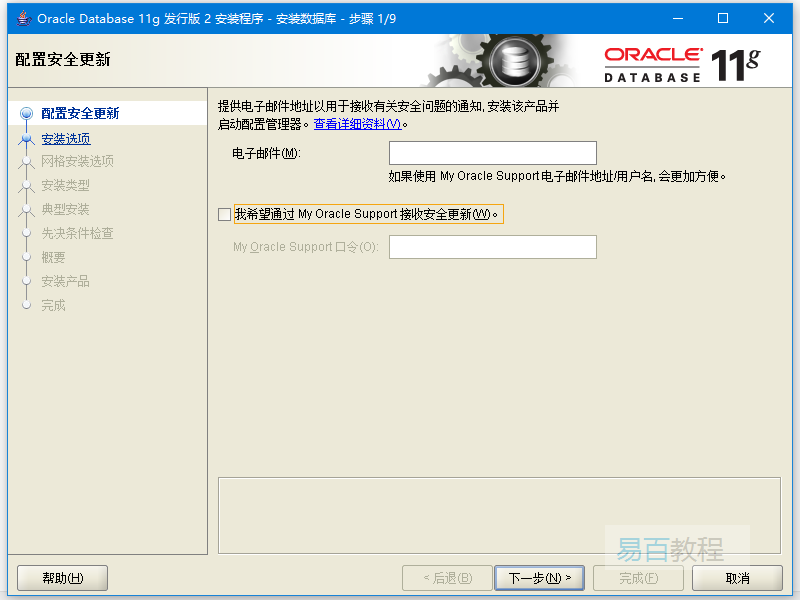 Oracle Database 11g 发行版 2 安装程序 - 安装数据库 - 步骤 1/9
配置安全更新
ORACLE®
DATABASE
11g
配置安全更新
安装选项
网格安装选项
安装类型
典型安装
先决条件检查
概要
安装产品
完成
提供电子邮件地址以用于接收有关安全问题的通知, 安装该产品并
启动配置管理器。查看详细资料(V)。
电子邮件(M):
如果使用 My Oracle Support 电子邮件地址/用户名, 会更加方便。
我希望通过 My Oracle Support 接收安全更新(W)。
My Oracle Support 口令(O):
易百教程
帮助(H)
< 后退(B)
下一步(N) >
完成(F)
取消